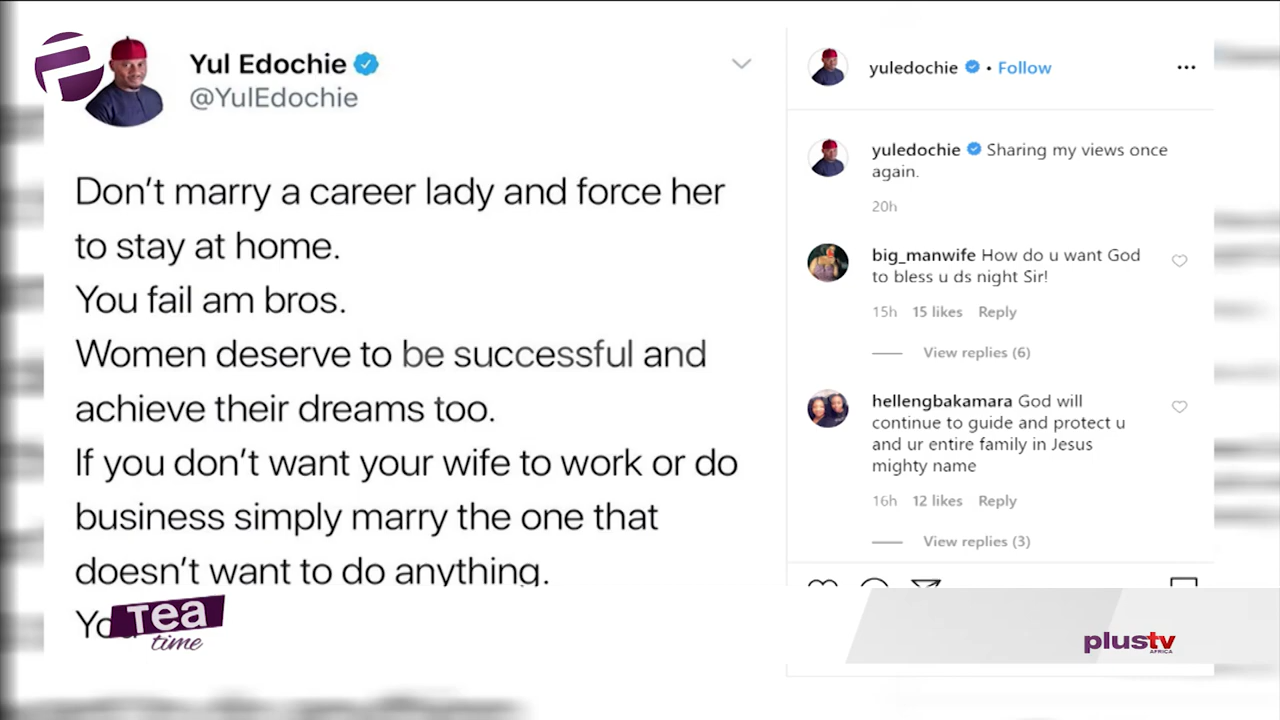 Yul Edochie
@YulEdochie
Don't marry a career lady and force her
to stay at home.
You fail am bros.
Women deserve to be successful and
achieve their dreams too.
If you don't want your wife to work or do
business simply marry the one that
doesn't want to do anything.
Tea
time
yuledochie • Follow
yuledochie Sharing my views once
again.
20h
big_manwife How do u want God
to bless u ds night Sir!
15h 15 likes Reply
View replies (6)
hellengbakamara God will
continue to guide and protect u
and ur entire family in Jesus
mighty name
16h 12 likes Reply
View replies (3)
plustv
AFRICA